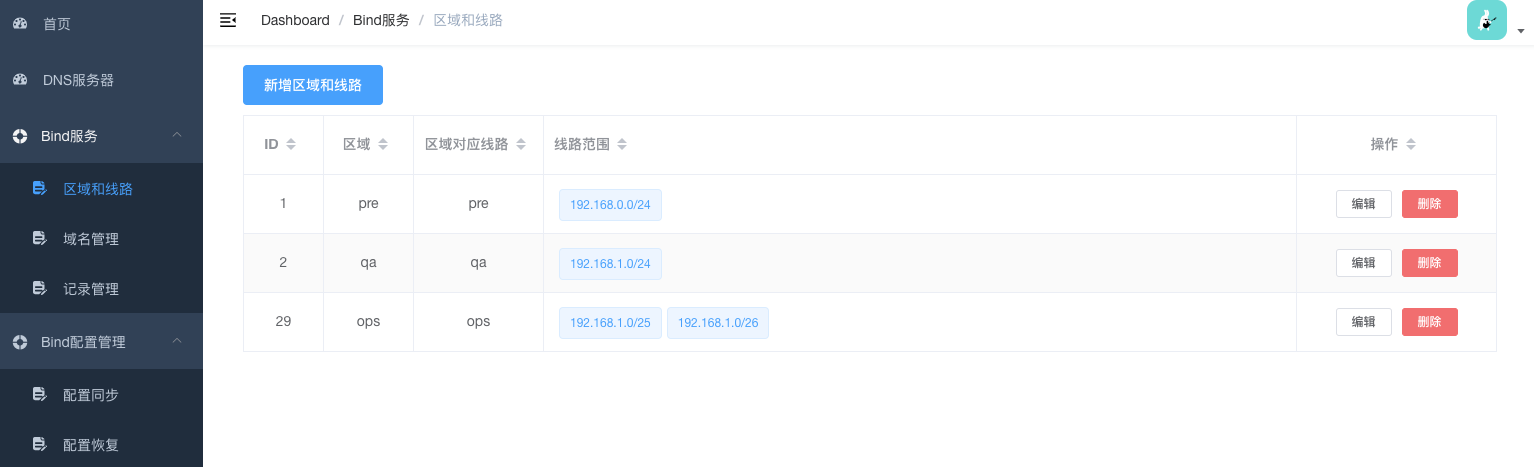 首页
DNS服务器
Bind服务
区域和线路
域名管理
记录管理
Bind配置管理
配置同步
配置恢复
Dashboard / Bind服务 / 区域和线路
新增区域和线路
ID 区域 区域对应线路 线路范围 操作
1 pre pre 192.168.0.0/24 编辑 删除
2 qa qa 192.168.1.0/24 编辑 删除
29 ops ops 192.168.1.0/25 192.168.1.0/26 编辑 删除